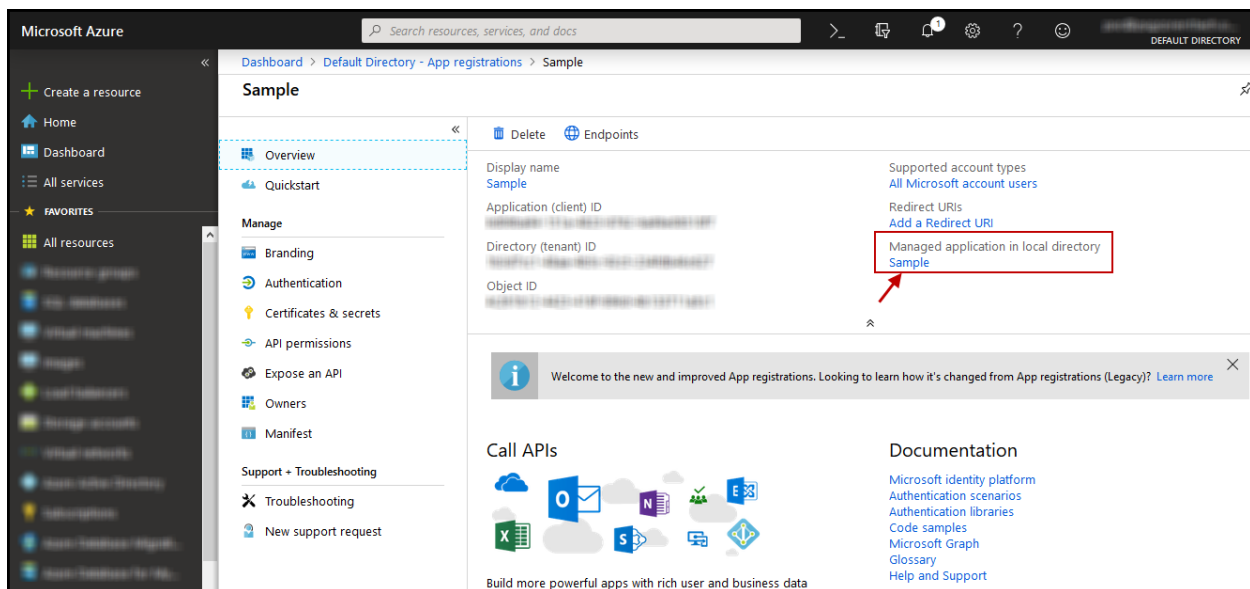 Microsoft Azure
Search resources, services, and docs
1
DEFAULT DIRECTORY
Dashboard > Default Directory - App registrations > Sample
Sample
Create a resource
Home
Dashboard
All services
FAVORITES
All resources
Overview
Quickstart
Manage
Branding
Authentication
Certificates & secrets
API permissions
Expose an API
Owners
Manifest
Support + Troubleshooting
Troubleshooting
New support request
Delete
Endpoints
Display name
Sample
Application (client) ID
Directory (tenant) ID
Object ID
Supported account types
All Microsoft account users
Redirect URIs
Add a Redirect URI
Managed application in local directory
Sample
Welcome to the new and improved App registrations. Looking to learn how it's changed from App registrations (Legacy)? Learn more
Call APIs
Build more powerful apps with rich user and business data
Documentation
Microsoft identity platform
Authentication scenarios
Authentication libraries
Code samples
Microsoft Graph
Glossary
Help and Support